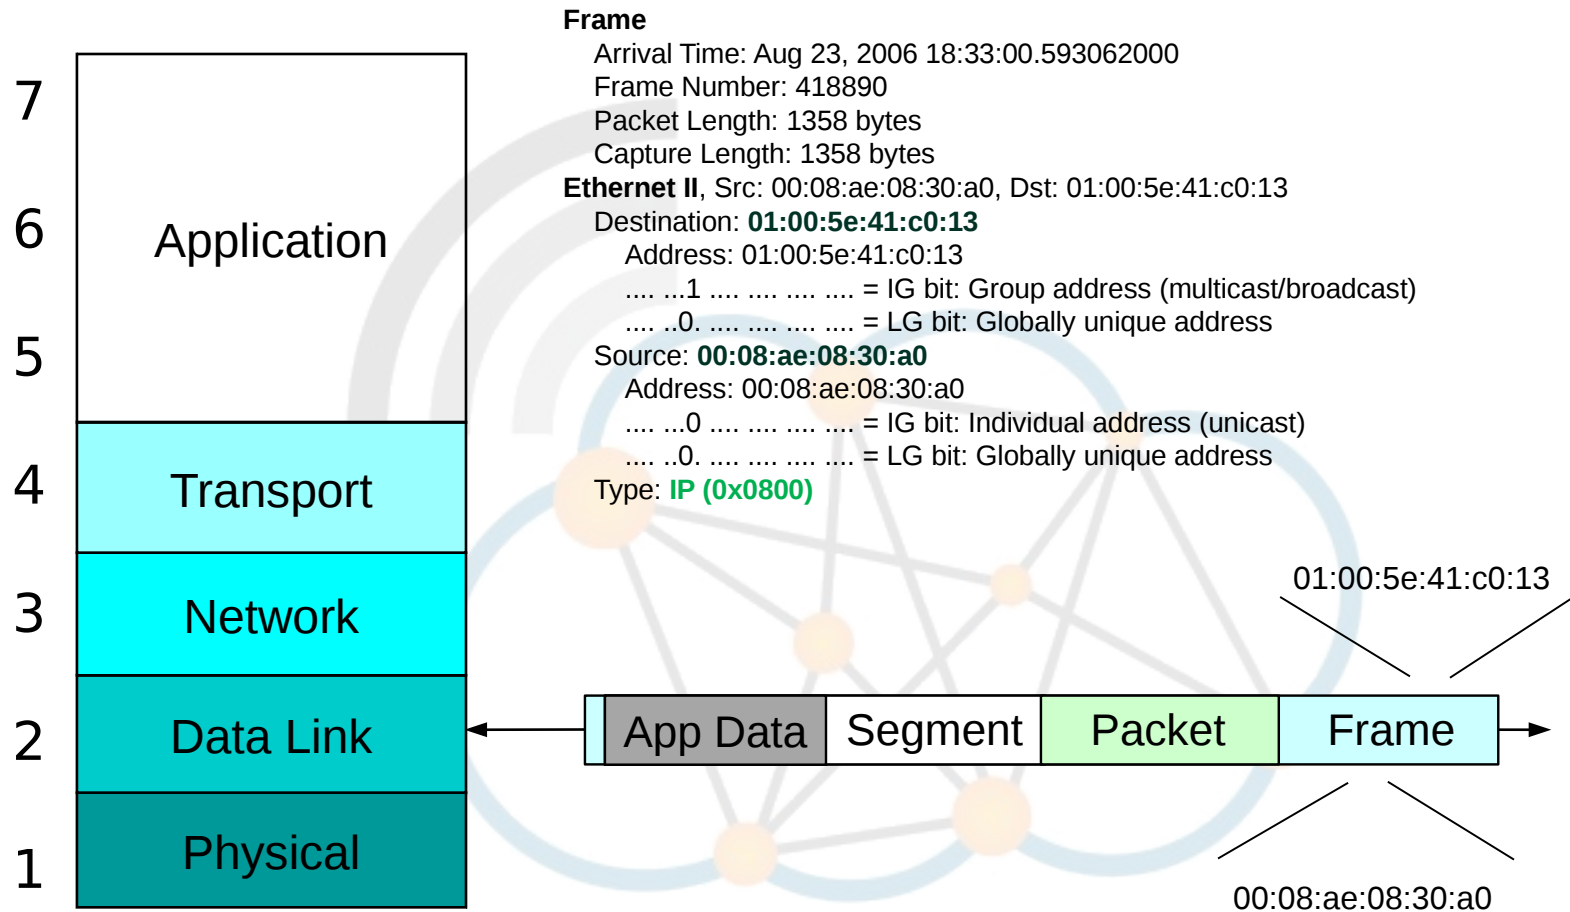 Frame
Arrival Time: Aug 23, 2006 18:33:00.593062000
Frame Number: 418890
Packet Length: 1358 bytes
Capture Length: 1358 bytes
Ethernet II, Src: 00:08:ae:08:30:a0, Dst: 01:00:5e:41:c0:13
Destination: 01:00:5e:41:c0:13
Address: 01:00:5e:41:c0:13
.... ...1 .... .... .... .... = IG bit: Group address (multicast/broadcast)
.... ..0. .... .... .... .... = LG bit: Globally unique address
Source: 00:08:ae:08:30:a0
Address: 00:08:ae:08:30:a0
.... ...0 .... .... .... .... = IG bit: Individual address (unicast)
.... ..0. .... .... .... .... = LG bit: Globally unique address
Type: IP (0x0800)
7
6
Application
5
4
Transport
3
Network
2
Data Link
1
Physical
01:00:5e:41:c0:13
App Data
Segment
Packet
Frame
00:08:ae:08:30:a0